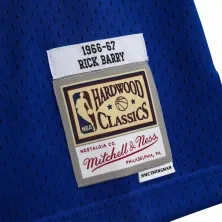 1966-67
RICK BARRY
HARDWOOD
NBA
CLASSICS
NOSTALGIA CO.
Mitchell & Ness
PHILADELPHIA, PA.